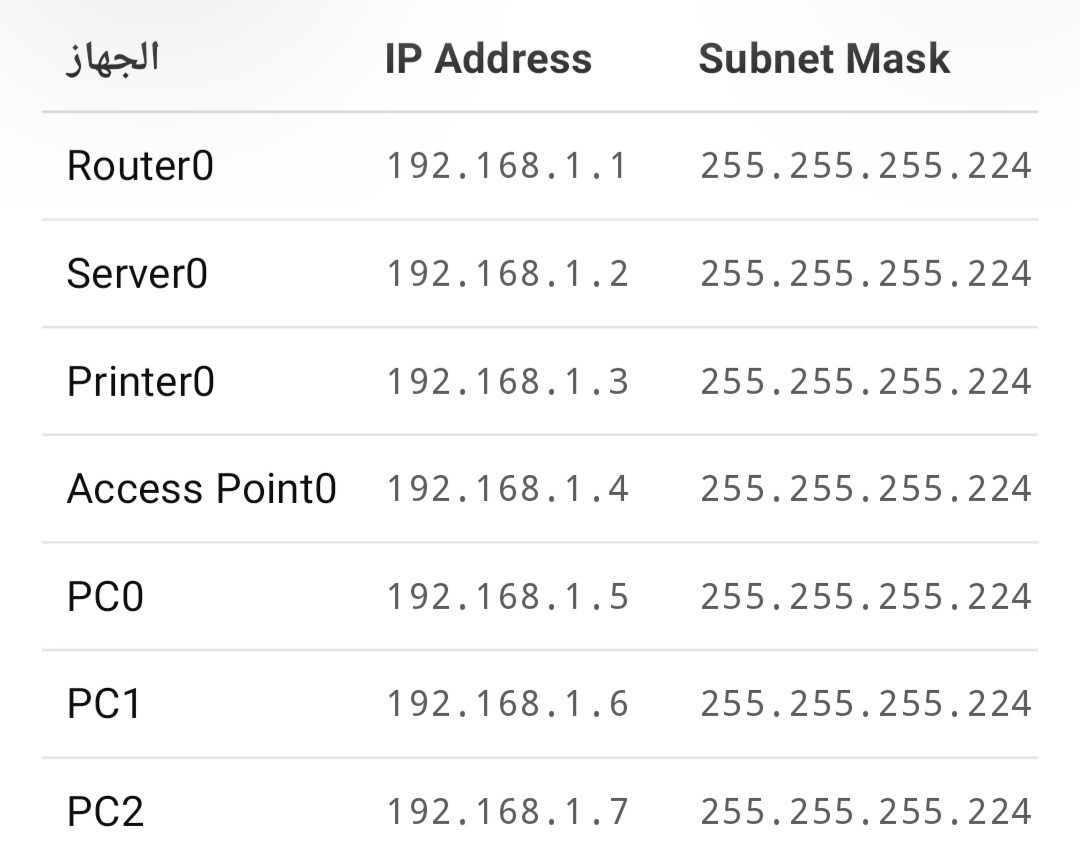 الجهاز IP Address Subnet Mask
Router0 192.168.1.1 255.255.255.224
Server0 192.168.1.2 255.255.255.224
Printer0 192.168.1.3 255.255.255.224
Access Point0 192.168.1.4 255.255.255.224
PC0 192.168.1.5 255.255.255.224
PC1 192.168.1.6 255.255.255.224
PC2 192.168.1.7 255.255.255.224